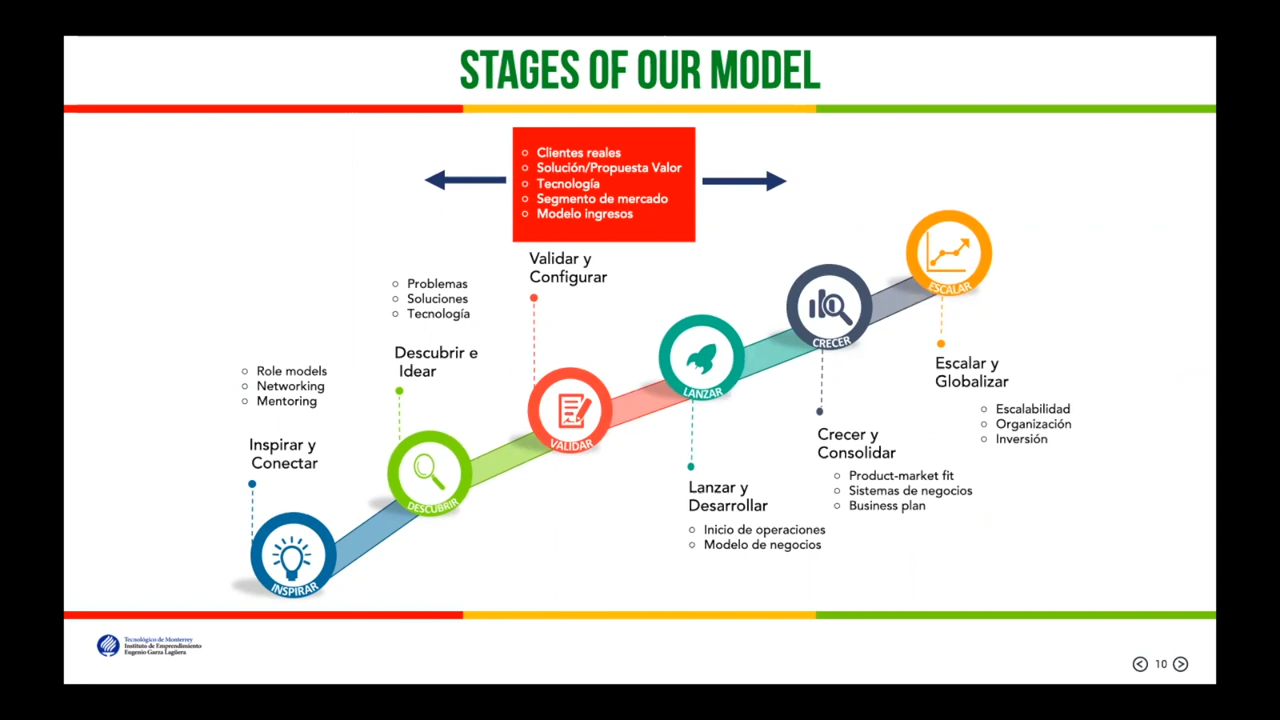 STAGES OF OUR MODEL
Clientes reales
Solución/Propuesta Valor
Tecnología
Segmento de mercado
Modelo ingresos
Validar y
Configurar
Problemas
Soluciones
Tecnología
Descubrir e
Idear
Role models
Networking
Mentoring
Inspirar y
Conectar
INSPIRAR
DESCUBRIR
VALIDAR
LANZAR
CRECER
ESCALAR
Lanzar y
Desarrollar
Inicio de operaciones
Modelo de negocios
Crecer y
Consolidar
Product-market fit
Sistemas de negocios
Business plan
Escalar y
Globalizar
Escalabilidad
Organización
Inversión
Tecnológico de Monterrey
Instituto de Emprendimiento
Eugenio Garza Lagüera
10